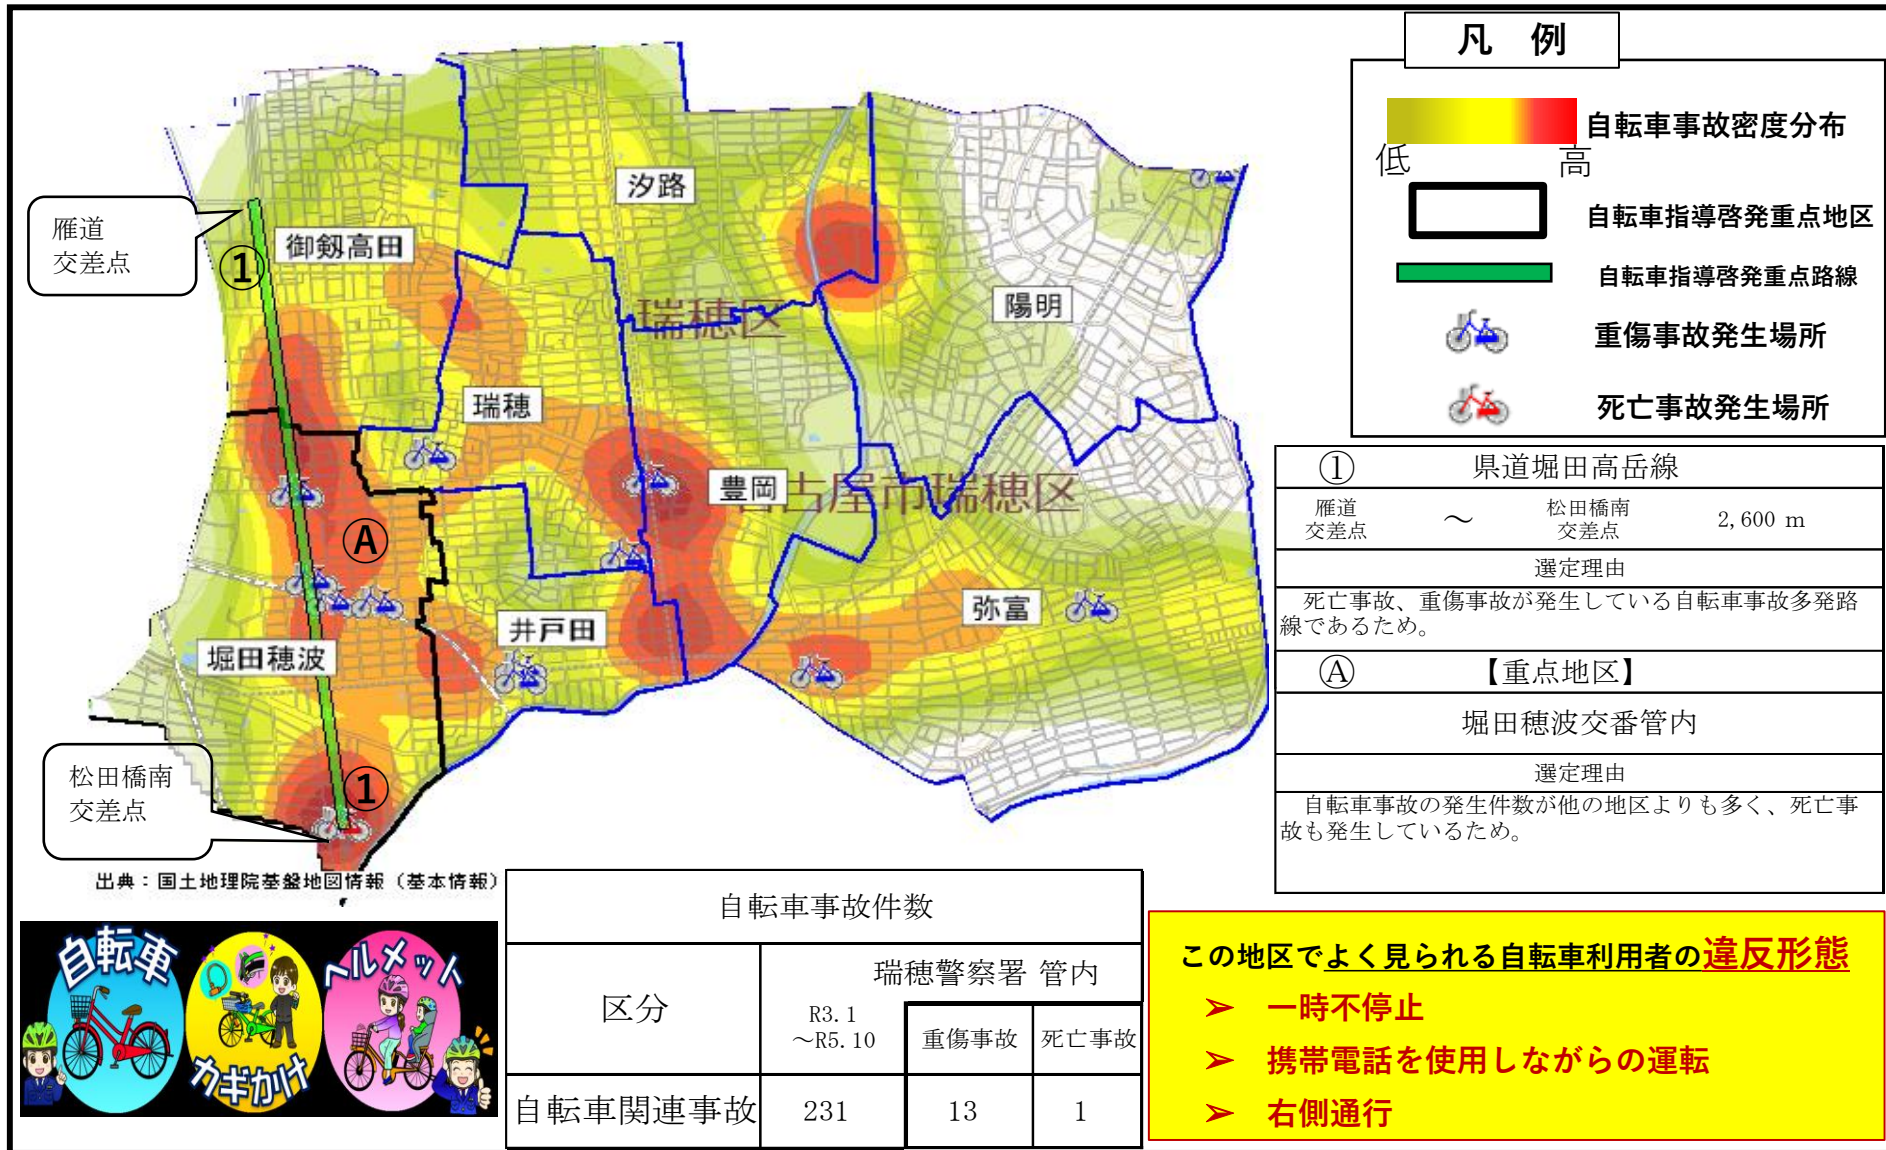 凡 例
自転車事故密度分布
低
高
自転車指導啓発重点地区
自転車指導啓発重点路線
重傷事故発生場所
死亡事故発生場所
雁道
交差点
①
御剱高田
汐路
瑞穂区
陽明
瑞穂
豊岡
名古屋市瑞穂区
Ⓐ
井戸田
弥富
堀田穂波
松田橋南
交差点
①
出典：国土地理院基盤地図情報（基本情報）
① 県道堀田高岳線
雁道
交差点
～
松田橋南
交差点
2,600 m
選定理由
死亡事故、重傷事故が発生している自転車事故多発路
線であるため。
Ⓐ 【重点地区】
堀田穂波交番管内
選定理由
自転車事故の発生件数が他の地区よりも多く、死亡事
故も発生しているため。
自転車
カギかけ
ヘルメット
自転車事故件数
区分
瑞穂警察署 管内
R3.1
～R5.10
重傷事故
死亡事故
自転車関連事故 231 13 1
この地区でよく見られる自転車利用者の違反形態
➢ 一時不停止
➢ 携帯電話を使用しながらの運転
➢ 右側通行